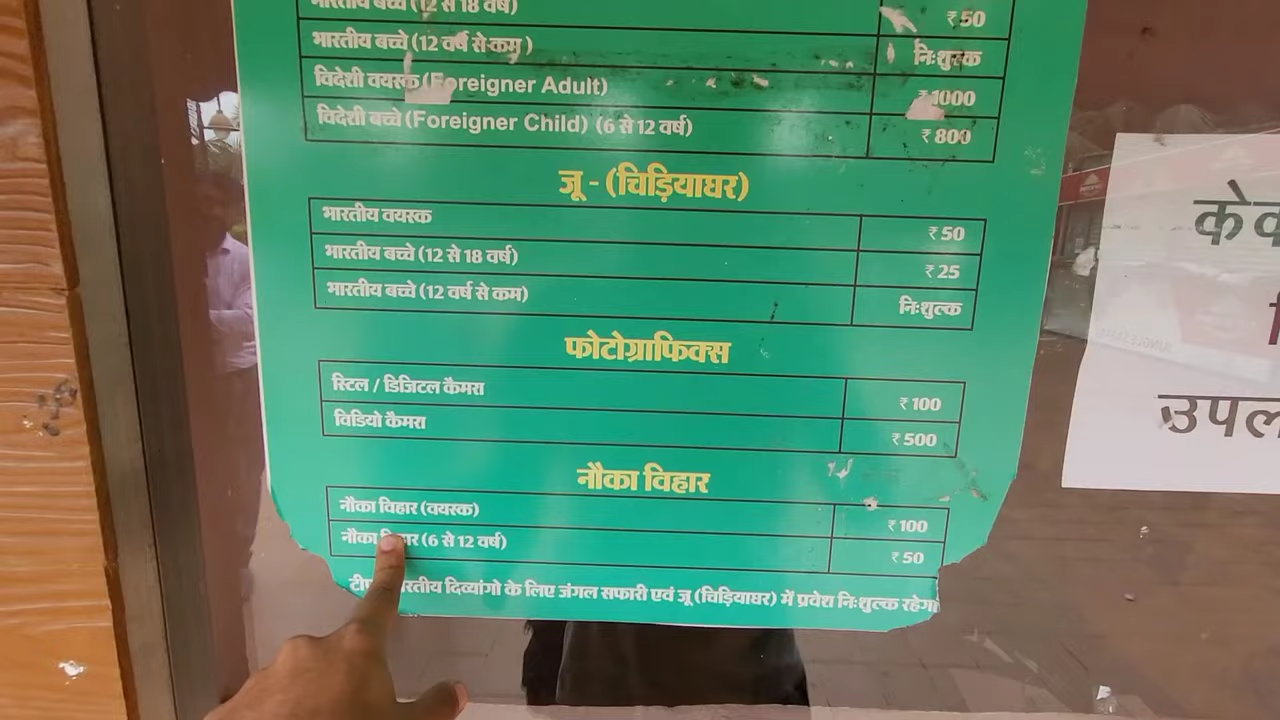 भारतीय बच्चे (12 से 18 वर्ष) ₹50
भारतीय बच्चे (12 वर्ष से कम ) निःशुल्क
विदेशी वयस्क (Foreigner Adult) ₹1000
विदेशी बच्चे (Foreigner Child) (6 से 12 वर्ष) ₹800
जू - (चिड़ियाघर)
भारतीय वयस्क ₹50
भारतीय बच्चे (12 से 18 वर्ष) ₹25
भारतीय बच्चे (12 वर्ष से कम) निःशुल्क
फोटोग्राफिक्स
स्टिल / डिजिटल कैमरा ₹100
विडियो कैमरा ₹500
नौका विहार
नौका विहार (वयस्क) ₹100
नौका विहार (6 से 12 वर्ष) ₹50
भारतीय दिव्यांगो के लिए जंगल सफारी एवं जू (चिड़ियाघर) में प्रवेश निःशुल्क रहेगा